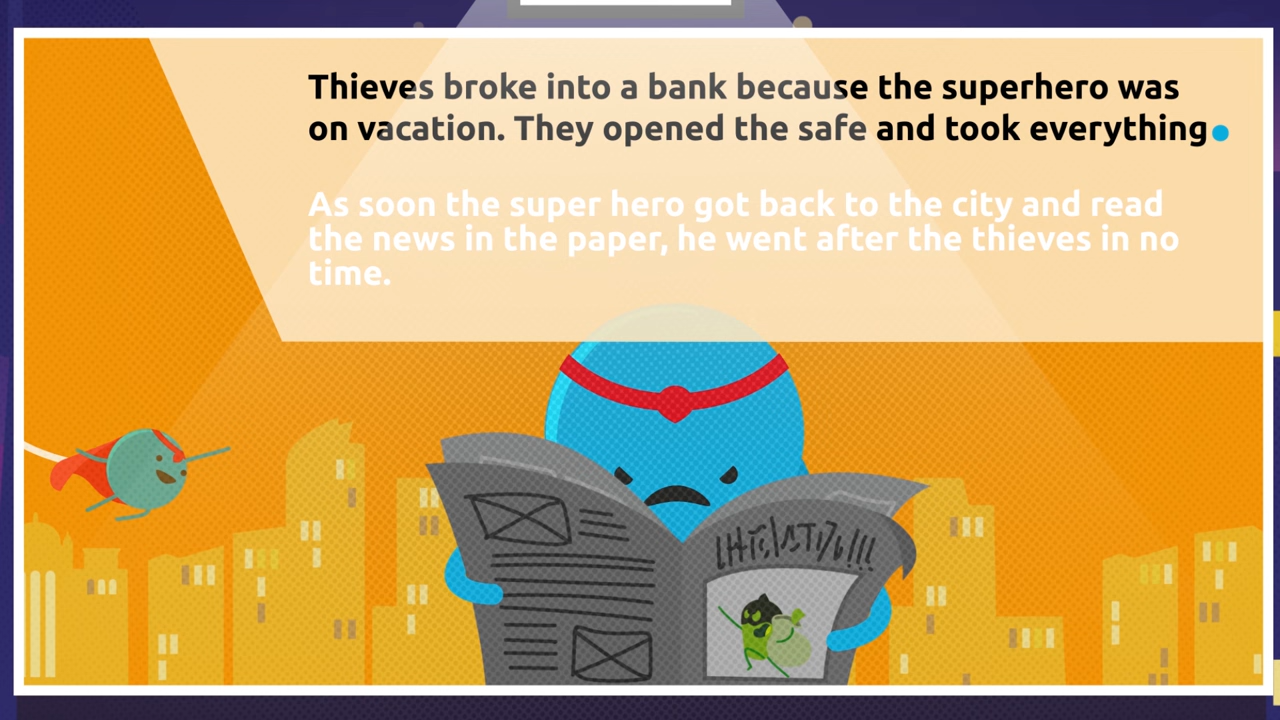 Thieves broke into a bank because the superhero was
on vacation. They opened the safe and took everything.
As soon the super hero got back to the city and read
the news in the paper, he went after the thieves in no
time.